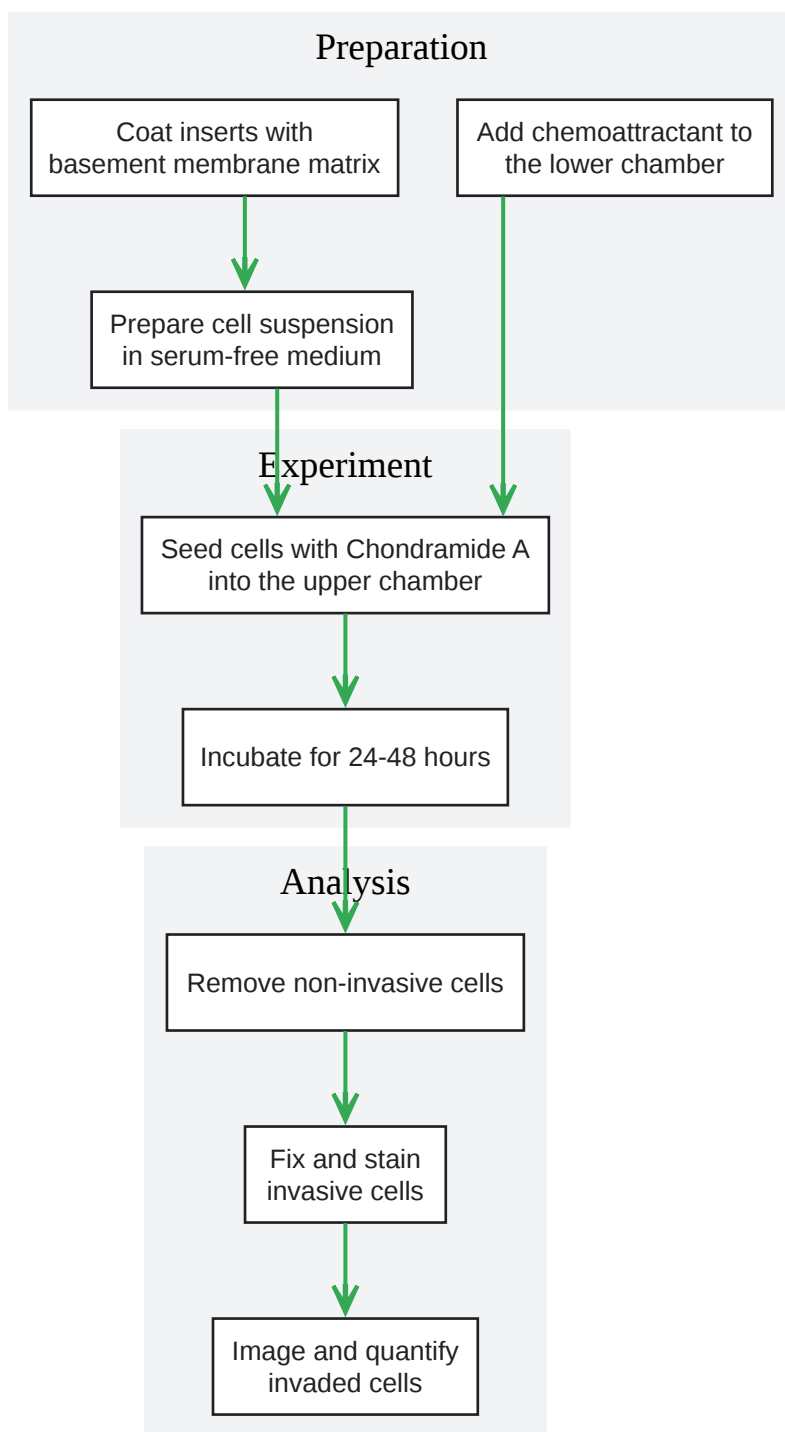 Preparation
Coat inserts with
basement membrane matrix
Add chemoattractant to
the lower chamber
Prepare cell suspension
in serum-free medium
Experiment
Seed cells with Chondramide A
into the upper chamber
Incubate for 24-48 hours
Analysis
Remove non-invasive cells
Fix and stain
invasive cells
Image and quantify
invaded cells